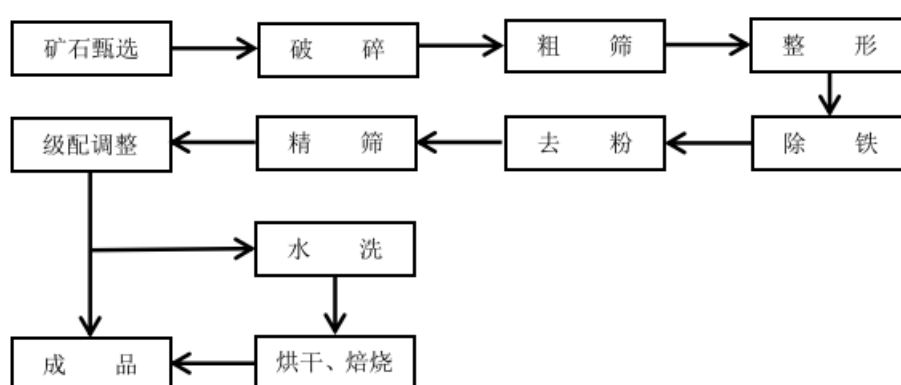 矿石甄选
破碎
粗筛
整形
除铁
去粉
精筛
级配调整
水洗
烘干、焙烧
成品